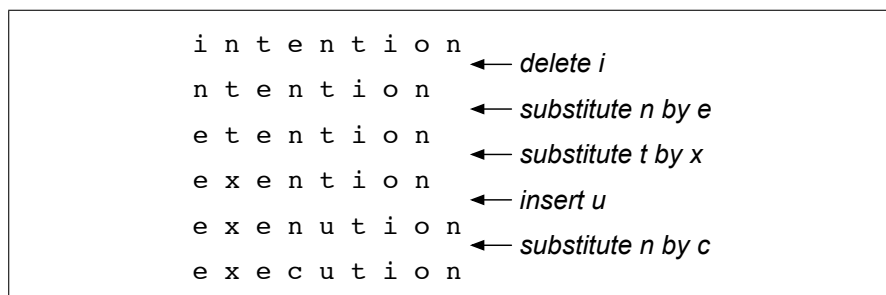 i n t e n t i o n
delete i
n t e n t i o n
substitute n by e
e t e n t i o n
substitute t by x
e x e n t i o n
insert u
e x e n u t i o n
substitute n by c
e x e c u t i o n